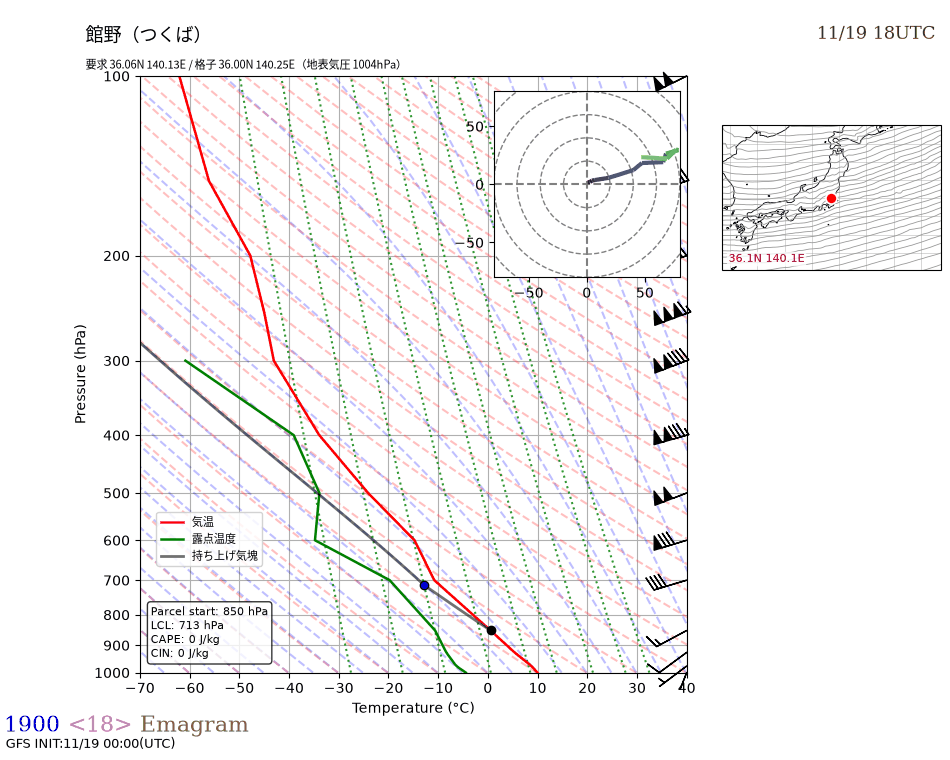 館野（つくば）
11/19 18UTC
要求 36.06N 140.13E / 格子 36.00N 140.25E（地表気圧 1004hPa）
100
200
300
400
500
600
700
800
900
1000
Pressure (hPa)
50
0
−50
−50 0 50
36.1N 140.1E
気温
露点温度
持ち上げ気塊
Parcel start: 850 hPa
LCL: 713 hPa
CAPE: 0 J/kg
CIN: 0 J/kg
−70 −60 −50 −40 −30 −20 −10 0 10 20 30 40
Temperature (°C)
1900 <18> Emagram
GFS INIT:11/19 00:00(UTC)